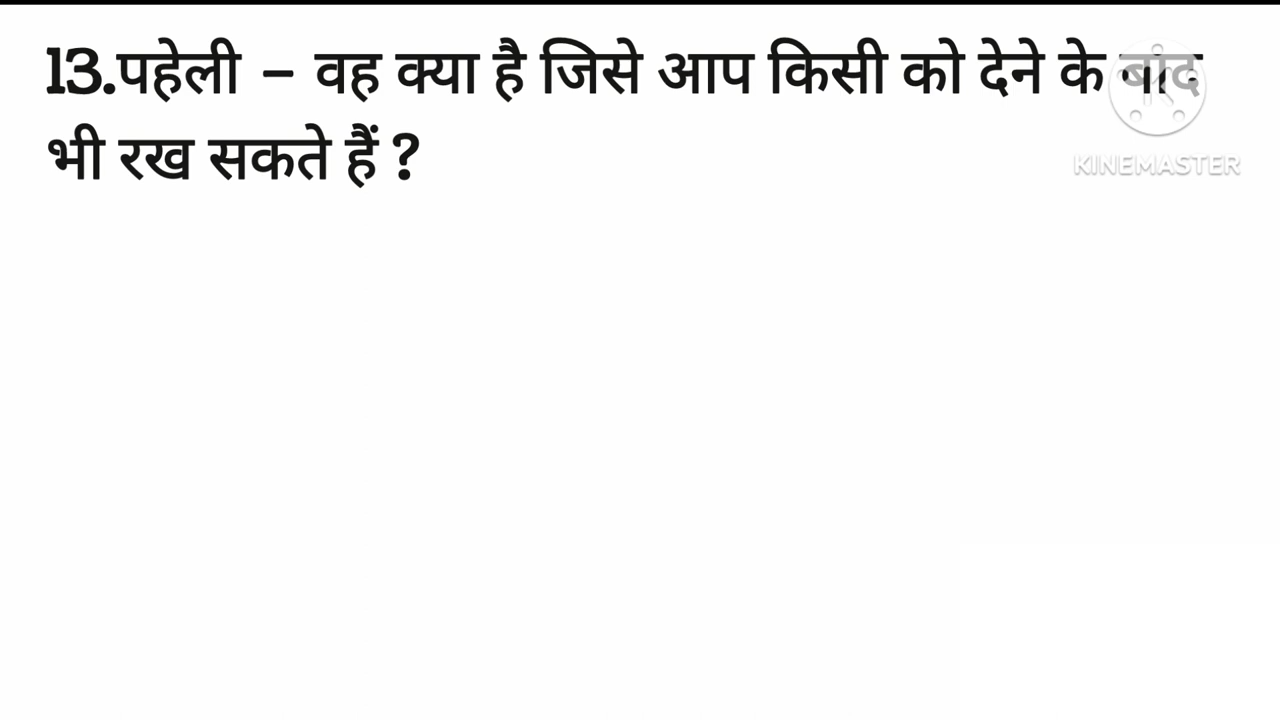 13.पहेली – वह क्या है जिसे आप किसी को देने के बाद
भी रख सकते हैं ?
KINEMASTER